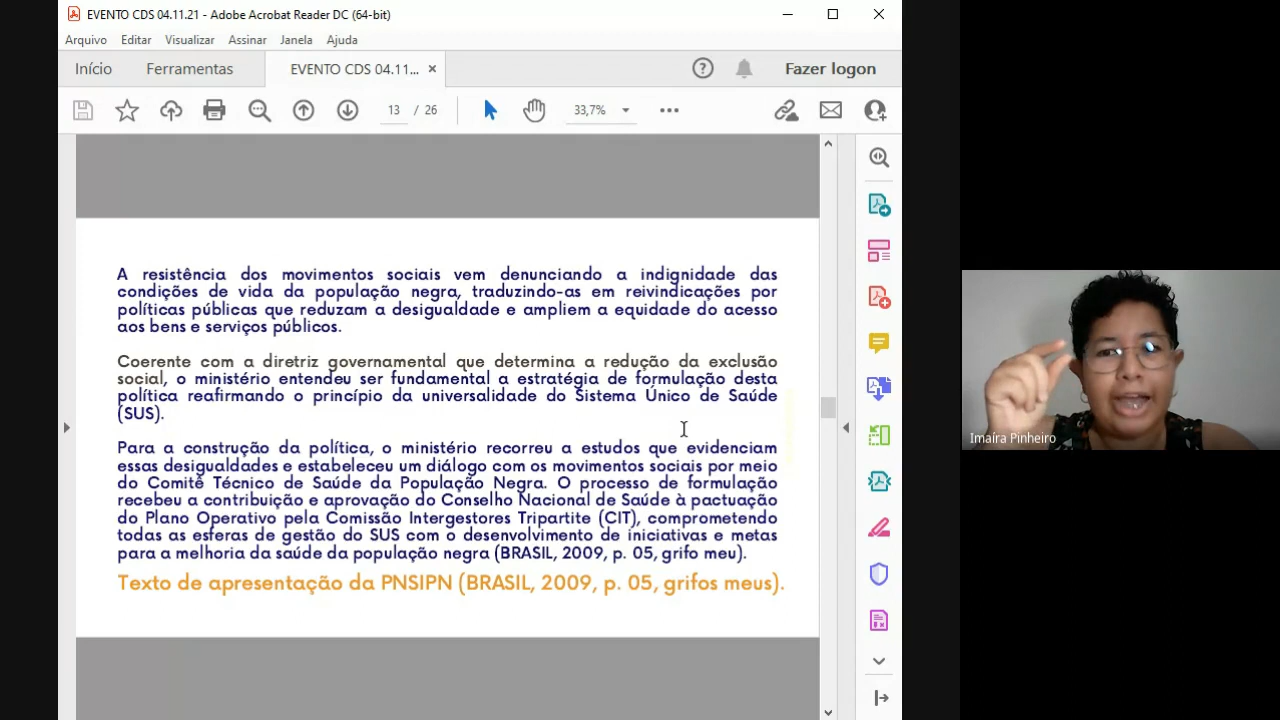 EVENTO CDS 04.11.21 - Adobe Acrobat Reader DC (64-bit)
Arquivo Editar Visualizar Assinar Janela Ajuda
Início Ferramentas EVENTO CDS 04.11... × Fazer logon
13 / 26 33,7%
A resistência dos movimentos sociais vem denunciando a indignidade das
condições de vida da população negra, traduzindo-as em reivindicações por
políticas públicas que reduzam a desigualdade e ampliem a equidade do acesso
aos bens e serviços públicos.
Coerente com a diretriz governamental que determina a redução da exclusão
social, o ministério entendeu ser fundamental a estratégia de formulação desta
política reafirmando o princípio da universalidade do Sistema Único de Saúde
(SUS).
Para a construção da política, o ministério recorreu a estudos que evidenciam
essas desigualdades e estabeleceu um diálogo com os movimentos sociais por meio
do Comitê Técnico de Saúde da População Negra. O processo de formulação
recebeu a contribuição e aprovação do Conselho Nacional de Saúde à pactuação
do Plano Operativo pela Comissão Intergestores Tripartite (CIT), comprometendo
todas as esferas de gestão do SUS com o desenvolvimento de iniciativas e metas
para a melhoria da saúde da população negra (BRASIL, 2009, p. 05, grifo meu).
Texto de apresentação da PNSIPN (BRASIL, 2009, p. 05, grifos meus).
Imaíra Pinheiro